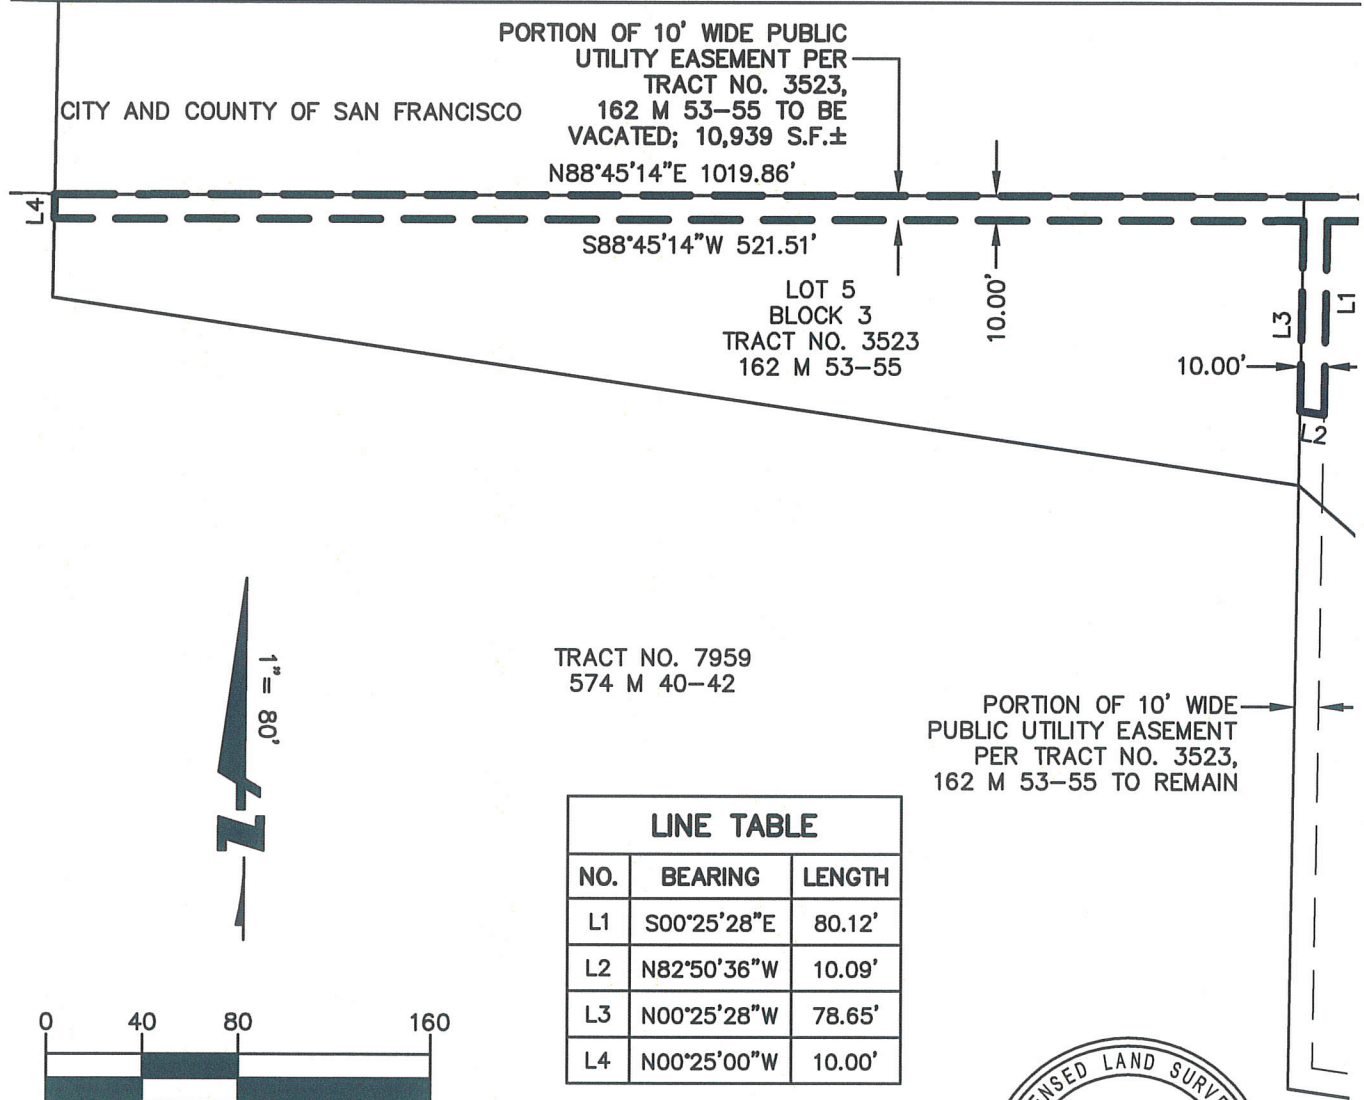 PORTION OF 10' WIDE PUBLIC
UTILITY EASEMENT PER
TRACT NO. 3523,
162 M 53–55 TO BE
VACATED; 10,939 S.F.±
CITY AND COUNTY OF SAN FRANCISCO
N88°45'14"E 1019.86'
L4
S88°45'14"W 521.51'
LOT 5
BLOCK 3
TRACT NO. 3523
162 M 53–55
10.00'
L3
L1
10.00'
L2
1"= 80'
N
TRACT NO. 7959
574 M 40–42
PORTION OF 10' WIDE
PUBLIC UTILITY EASEMENT
PER TRACT NO. 3523,
162 M 53–55 TO REMAIN
LINE TABLE
NO. BEARING LENGTH
L1 S00°25'28"E 80.12'
L2 N82°50'36"W 10.09'
L3 N00°25'28"W 78.65'
L4 N00°25'00"W 10.00'
0 40 80 160
LAND